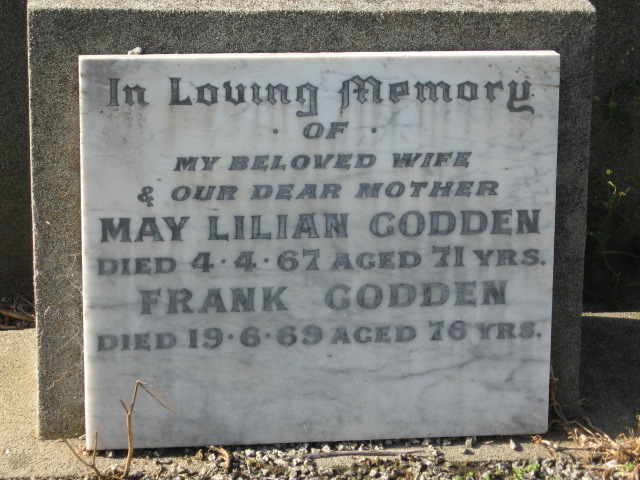 In Loving Memory
· OF ·
MY BELOVED WIFE
& OUR DEAR MOTHER
MAY LILIAN GODDEN
DIED 4·4·67 AGED 71 YRS.
FRANK GODDEN
DIED 19·6·69 AGED 76 YRS.